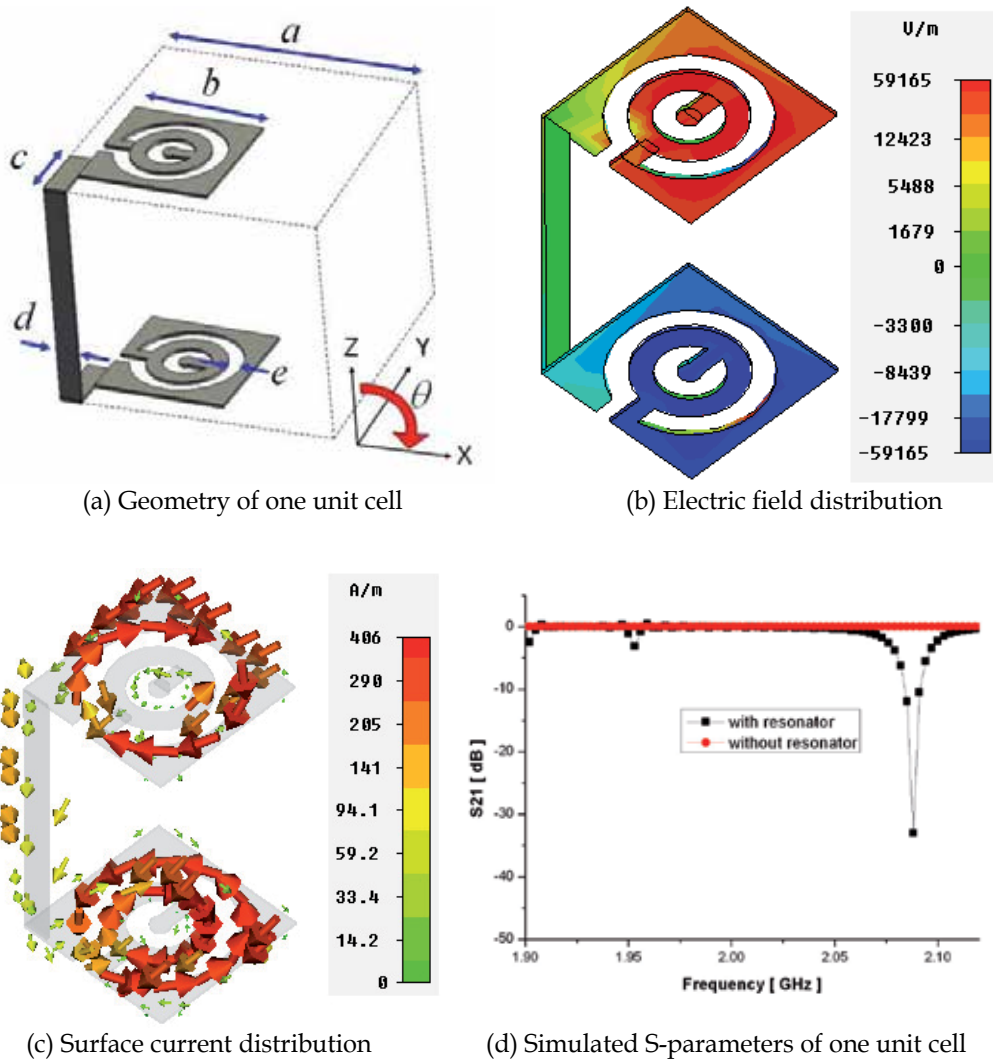 a
b
c
d
e
Z
Y
θ
X
(a) Geometry of one unit cell
V/m
59165
12423
5488
1679
0
-3300
-8439
-17799
-59165
(b) Electric field distribution
A/m
406
290
205
141
94.1
59.2
33.4
14.2
0
(c) Surface current distribution
S21 [ dB ]
0
-10
-20
-30
-40
-50
with resonator
without resonator
1.90
1.95
2.00
2.05
2.10
Frequency [ GHz ]
(d) Simulated S-parameters of one unit cell